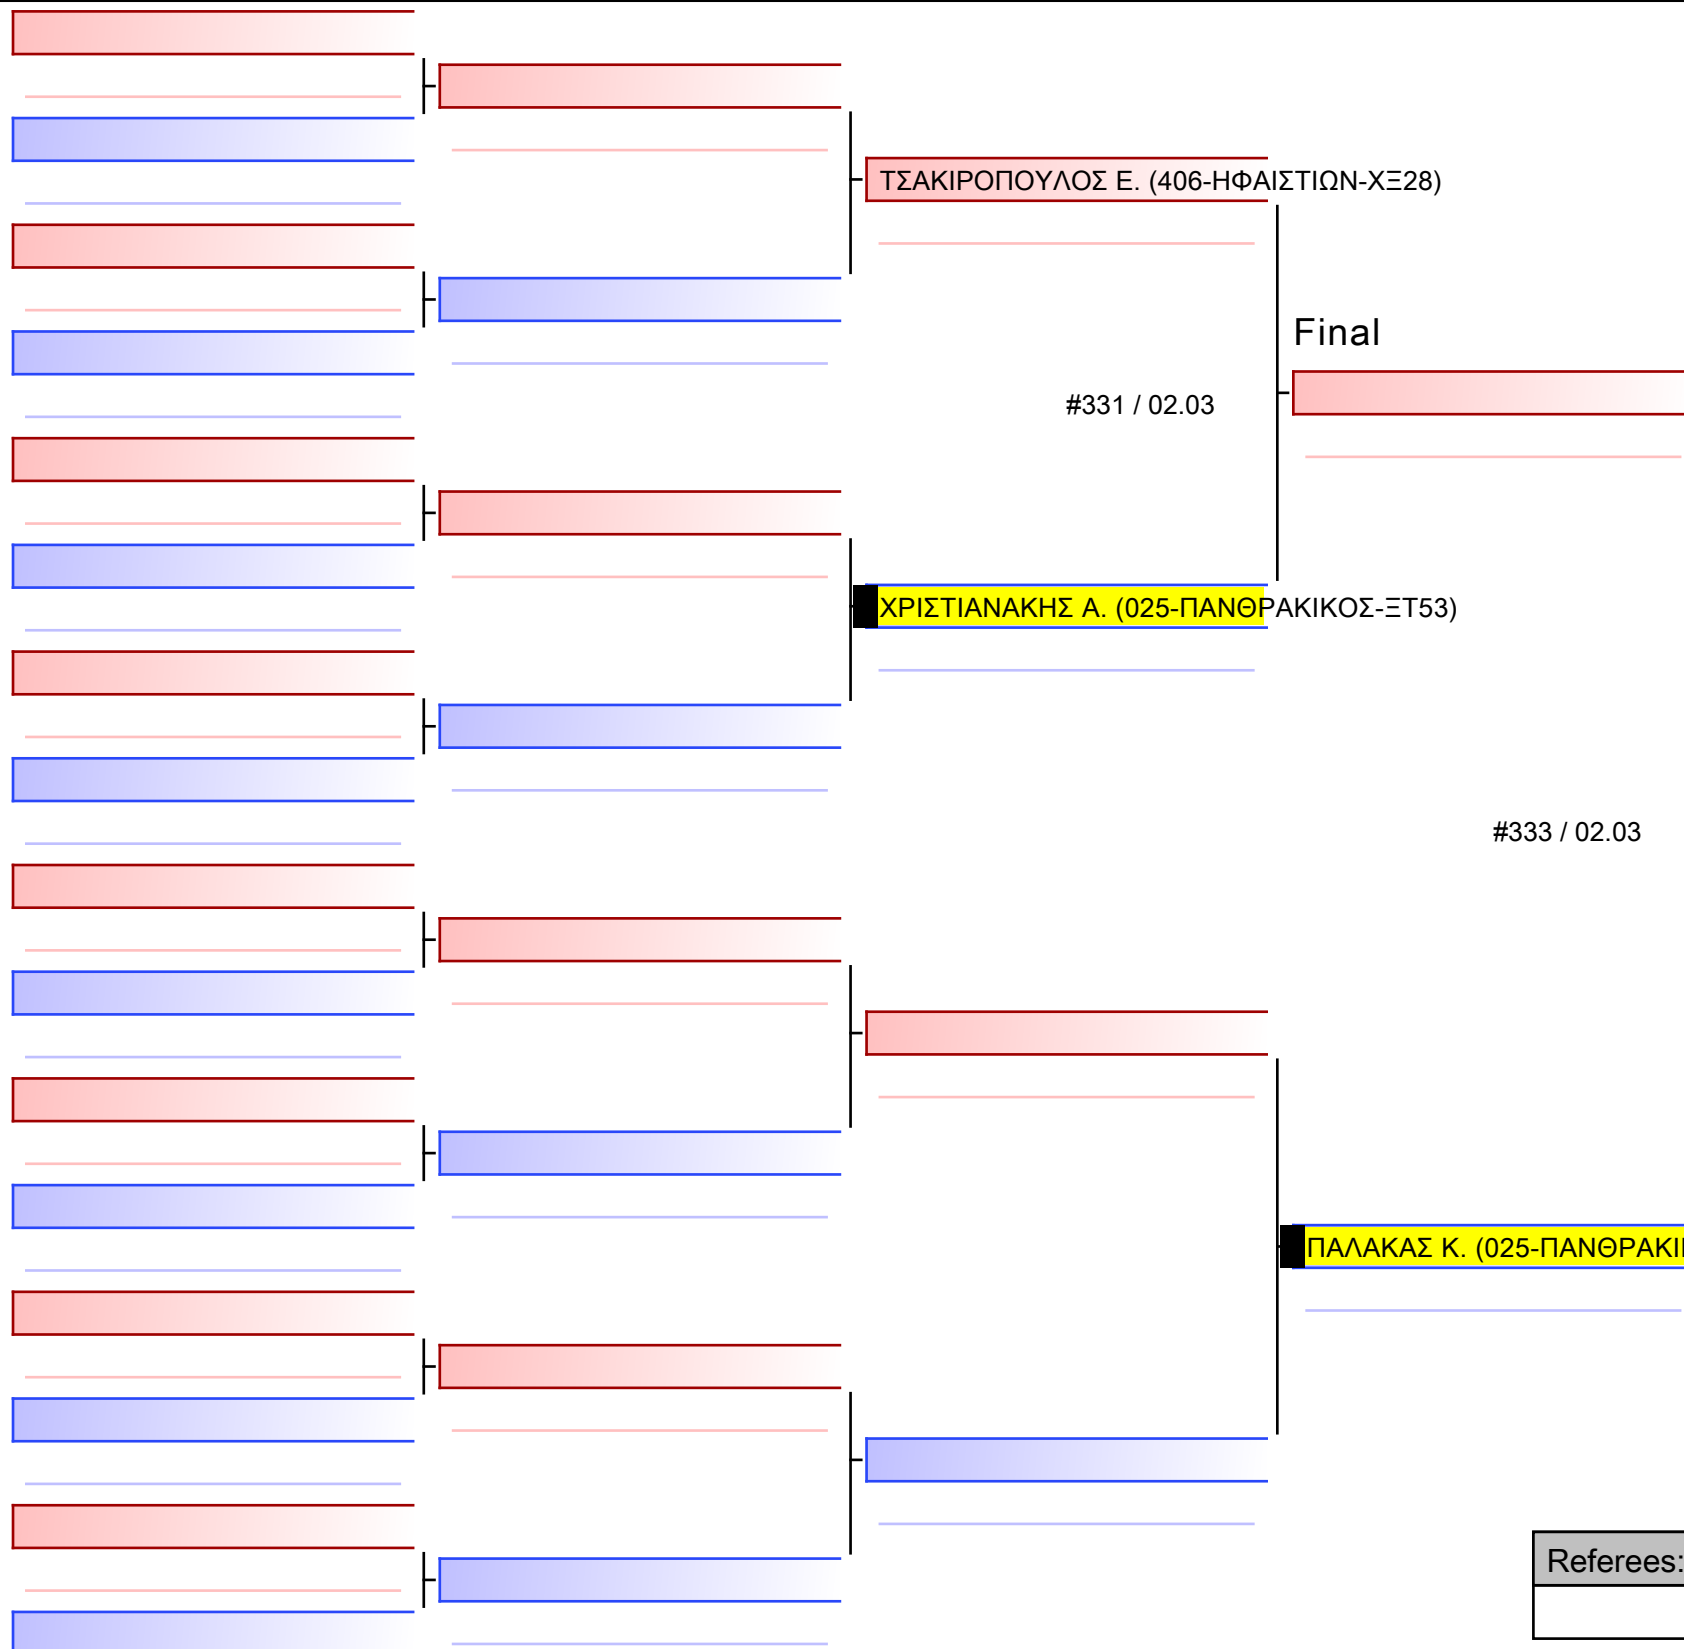 ΤΣΑΚΙΡΟΠΟΥΛΟΣ Ε. (406-ΗΦΑΙΣΤΙΩΝ-ΧΞ28)
Final
#331 / 02.03
ΧΡΙΣΤΙΑΝΑΚΗΣ Α. (025-ΠΑΝΘΡΑΚΙΚΟΣ-ΞΤ53)
#333 / 02.03
ΠΑΛΑΚΑΣ Κ. (025-ΠΑΝΘΡΑΚΙ
Referees: